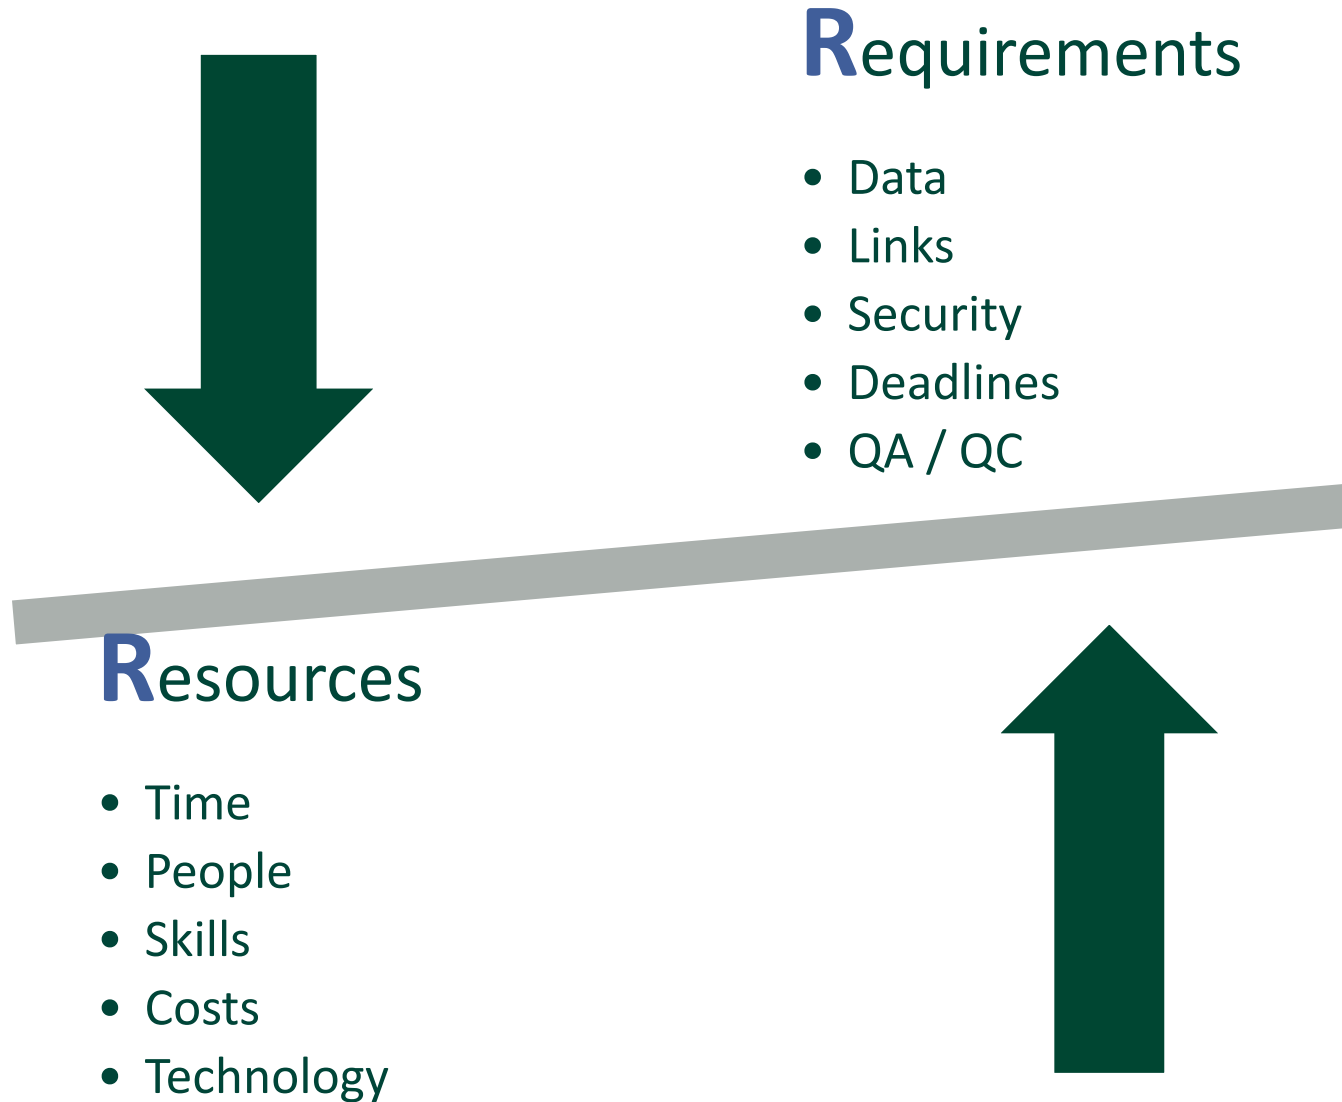 Requirements
• Data
• Links
• Security
• Deadlines
• QA / QC
Resources
• Time
• People
• Skills
• Costs
• Technology